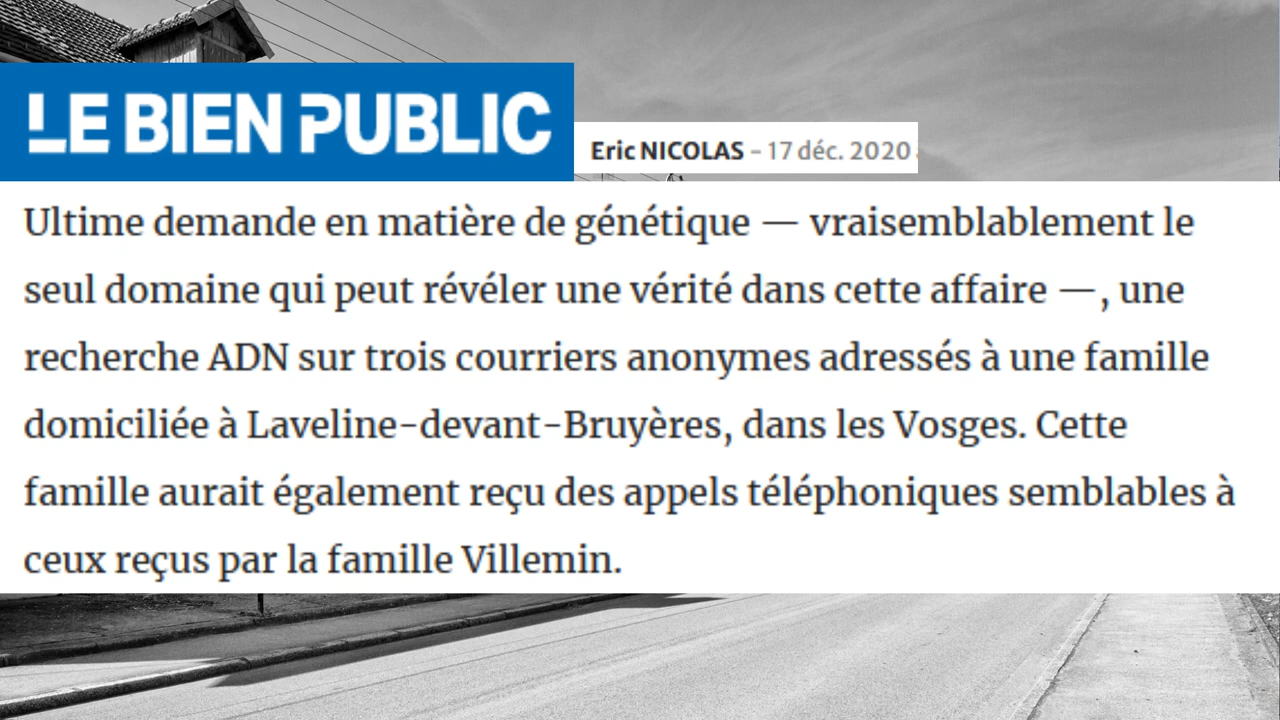 LE BIEN PUBLIC
Eric NICOLAS - 17 déc. 2020
Ultime demande en matière de génétique — vraisemblablement le
seul domaine qui peut révéler une vérité dans cette affaire —, une
recherche ADN sur trois courriers anonymes adressés à une famille
domiciliée à Laveline-devant-Bruyères, dans les Vosges. Cette
famille aurait également reçu des appels téléphoniques semblables à
ceux reçus par la famille Villemin.